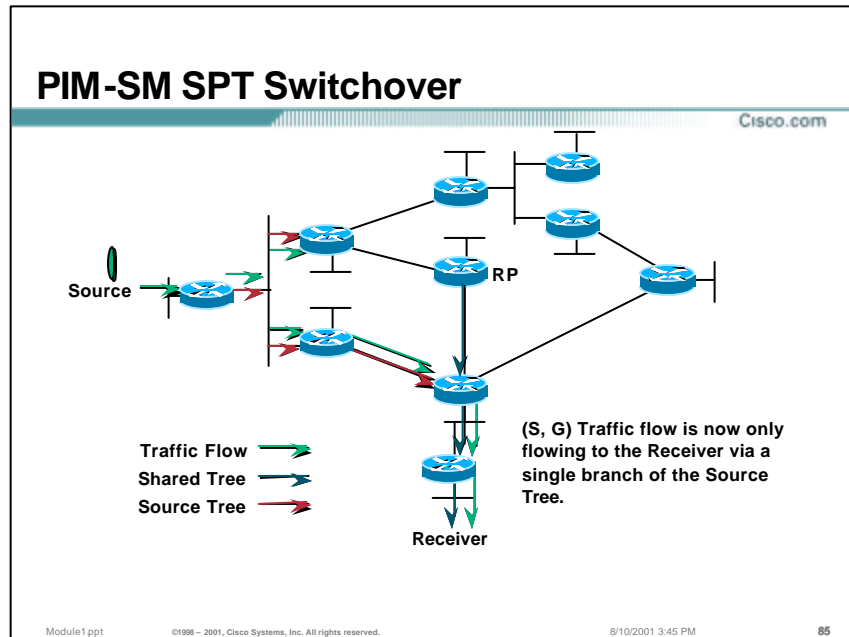 PIM-SM SPT Switchover
Cisco.com
Source
RP
Traffic Flow
Shared Tree
Source Tree
(S, G) Traffic flow is now only
flowing to the Receiver via a
single branch of the Source
Tree.
Receiver
Module1.ppt
©1998 – 2001, Cisco Systems, Inc. All rights reserved.
8/10/2001 3:45 PM
85